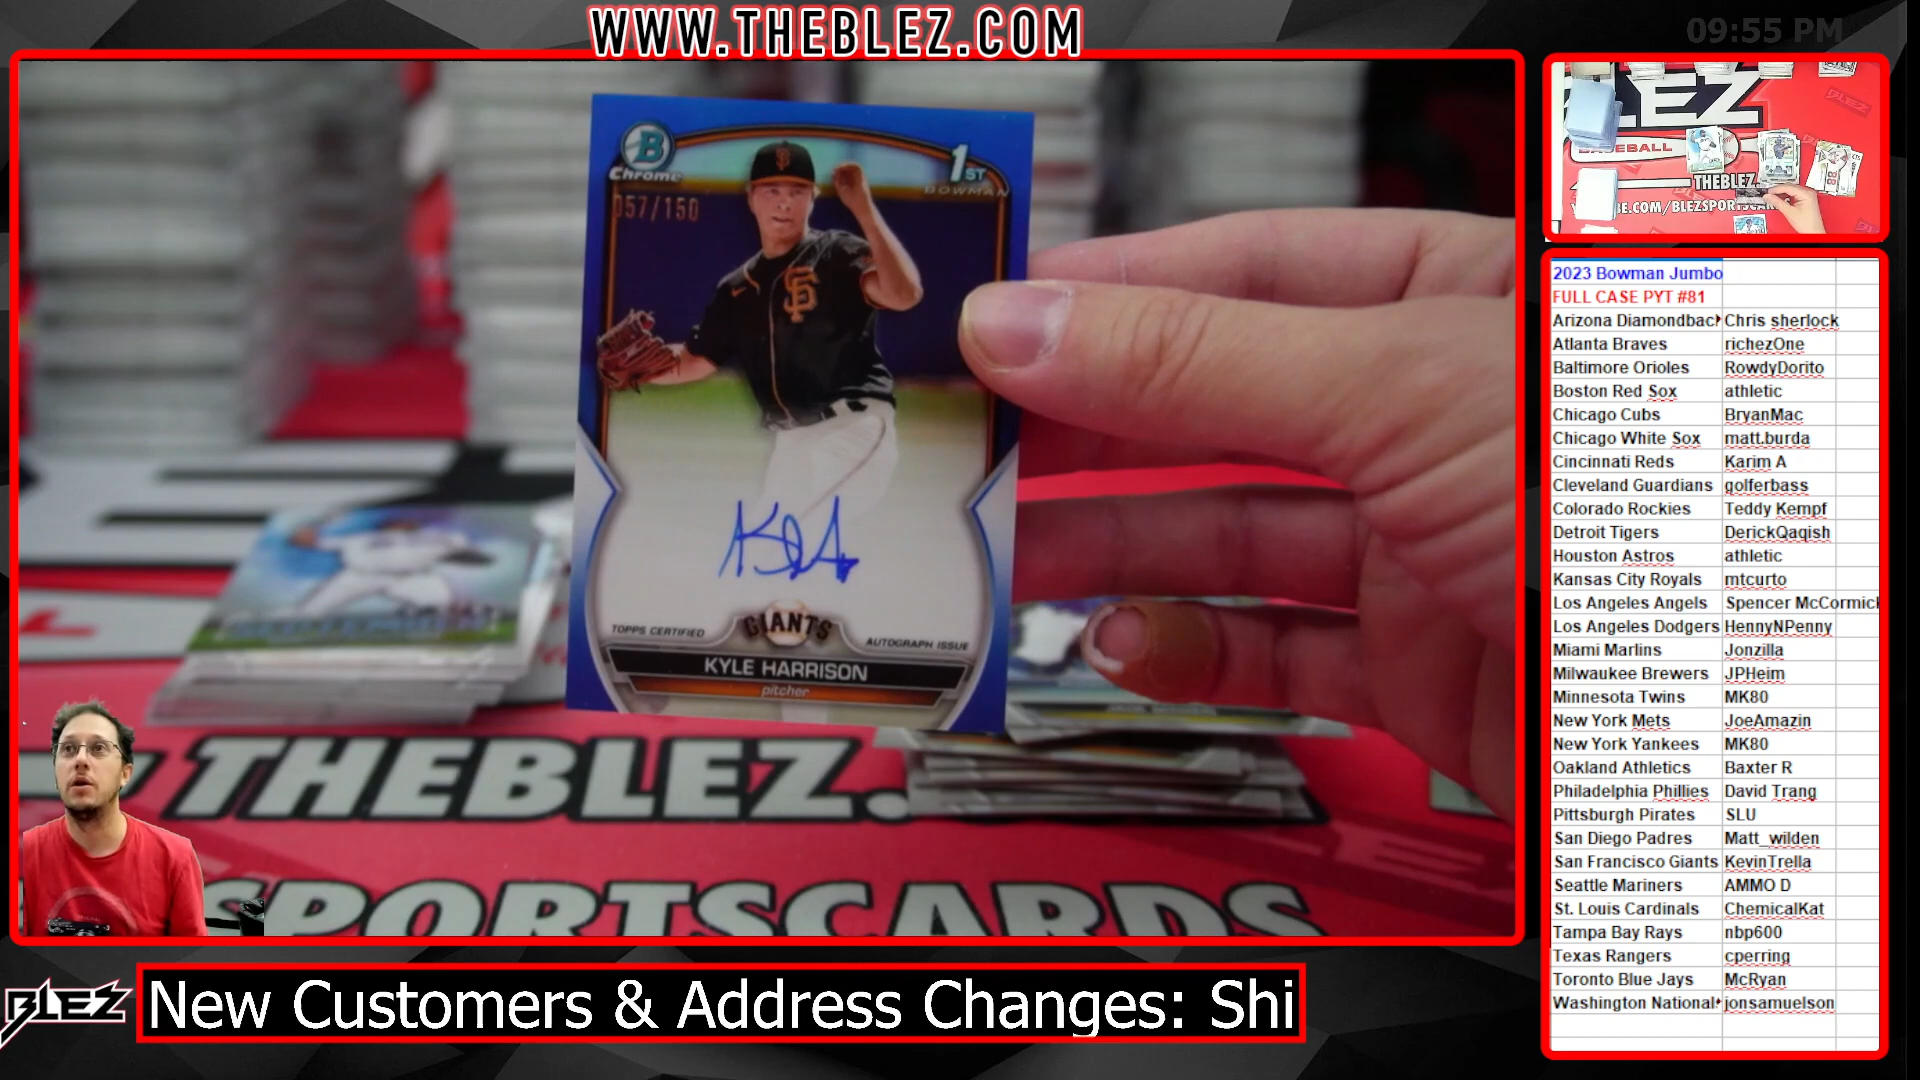 WWW.THEBLEZ.COM
09:55 PM
B
Chrome
1ST
BOWMAN
057/150
GIANTS
TOPPS CERTIFIED
AUTOGRAPH ISSUE
KYLE HARRISON
pitcher
THEBLEZ.
SPORTSCARDS
BLEZ
BASEBALL
THEBLEZ.
2023 Bowman Jumbo
FULL CASE PYT #81
Arizona Diamondbac Chris sherlock
Atlanta Braves richezOne
Baltimore Orioles RowdyDorito
Boston Red Sox athletic
Chicago Cubs BryanMac
Chicago White Sox matt.burda
Cincinnati Reds Karim A
Cleveland Guardians golferbass
Colorado Rockies Teddy Kempf
Detroit Tigers DerickQaqish
Houston Astros athletic
Kansas City Royals mtcurto
Los Angeles Angels Spencer McCormick
Los Angeles Dodgers HennyNPenny
Miami Marlins Jonzilla
Milwaukee Brewers JPHeim
Minnesota Twins MK80
New York Mets JoeAmazin
New York Yankees MK80
Oakland Athletics Baxter R
Philadelphia Phillies David Trang
Pittsburgh Pirates SLU
San Diego Padres Matt_wilden
San Francisco Giants KevinTrella
Seattle Mariners AMMO D
St. Louis Cardinals ChemicalKat
Tampa Bay Rays nbp600
Texas Rangers cperring
Toronto Blue Jays McRyan
Washington National jonsamuelson
BLEZ
New Customers & Address Changes: Shi